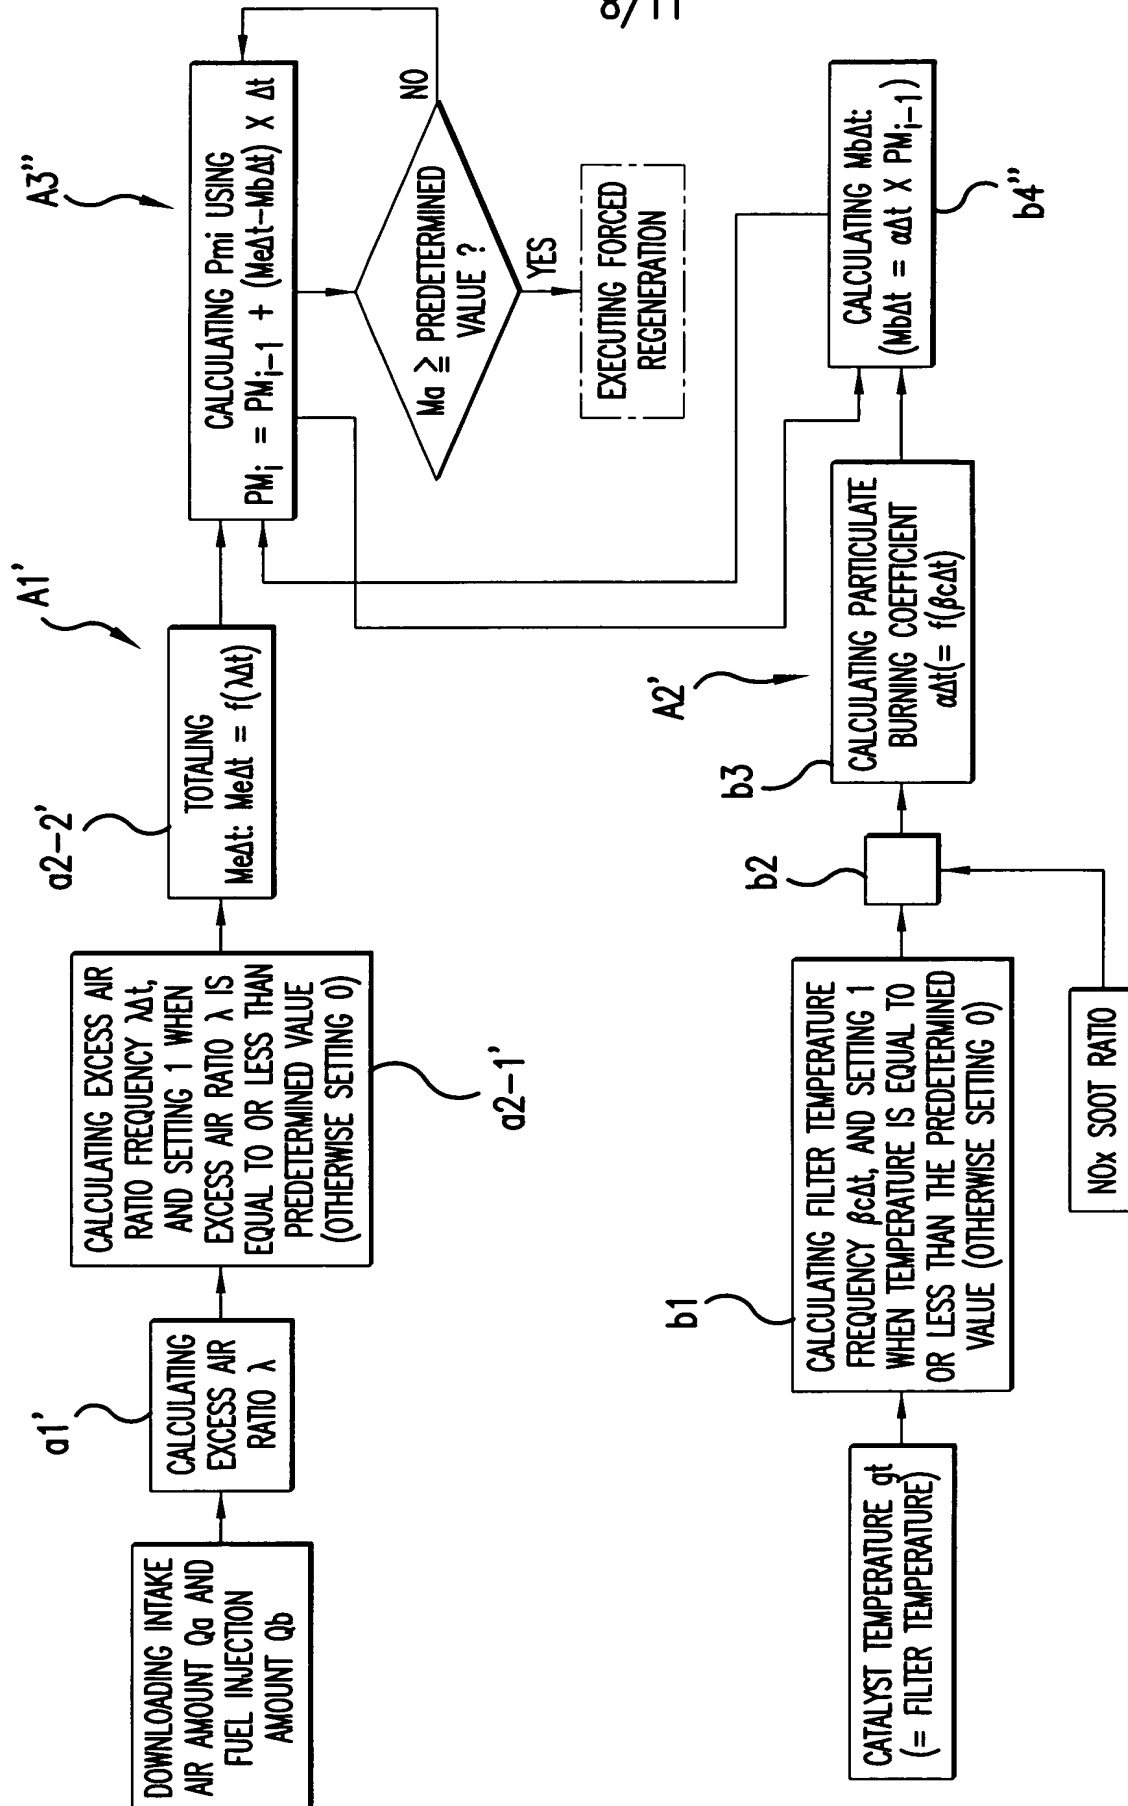 8/11
A1'
A3"
a1'
a2-2'
DOWNLOADING INTAKE
AIR AMOUNT Qa AND
FUEL INJECTION
AMOUNT Qb
CALCULATING
EXCESS AIR
RATIO λ
CALCULATING EXCESS AIR
RATIO FREQUENCY λΔt,
AND SETTING 1 WHEN
EXCESS AIR RATIO λ IS
EQUAL TO OR LESS THAN
PREDETERMINED VALUE
(OTHERWISE SETTING 0)
a2-1'
TOTALING
MeΔt: MeΔt = f(λΔt)
CALCULATING Pmi USING
PMi = PMi-1 + (MeΔt-MbΔt) X Δt
NO
Ma ≧ PREDETERMINED
VALUE ?
YES
EXECUTING FORCED
REGENERATION
A2'
b1
b2
b3
CATALYST TEMPERATURE gt
(= FILTER TEMPERATURE)
CALCULATING FILTER TEMPERATURE
FREQUENCY βcΔt, AND SETTING 1
WHEN TEMPERATURE IS EQUAL TO
OR LESS THAN THE PREDETERMINED
VALUE (OTHERWISE SETTING 0)
NOx SOOT RATIO
CALCULATING PARTICULATE
BURNING COEFFICIENT
αΔt(= f(βcΔt)
CALCULATING MbΔt:
(MbΔt = αΔt X PMi-1)
b4"